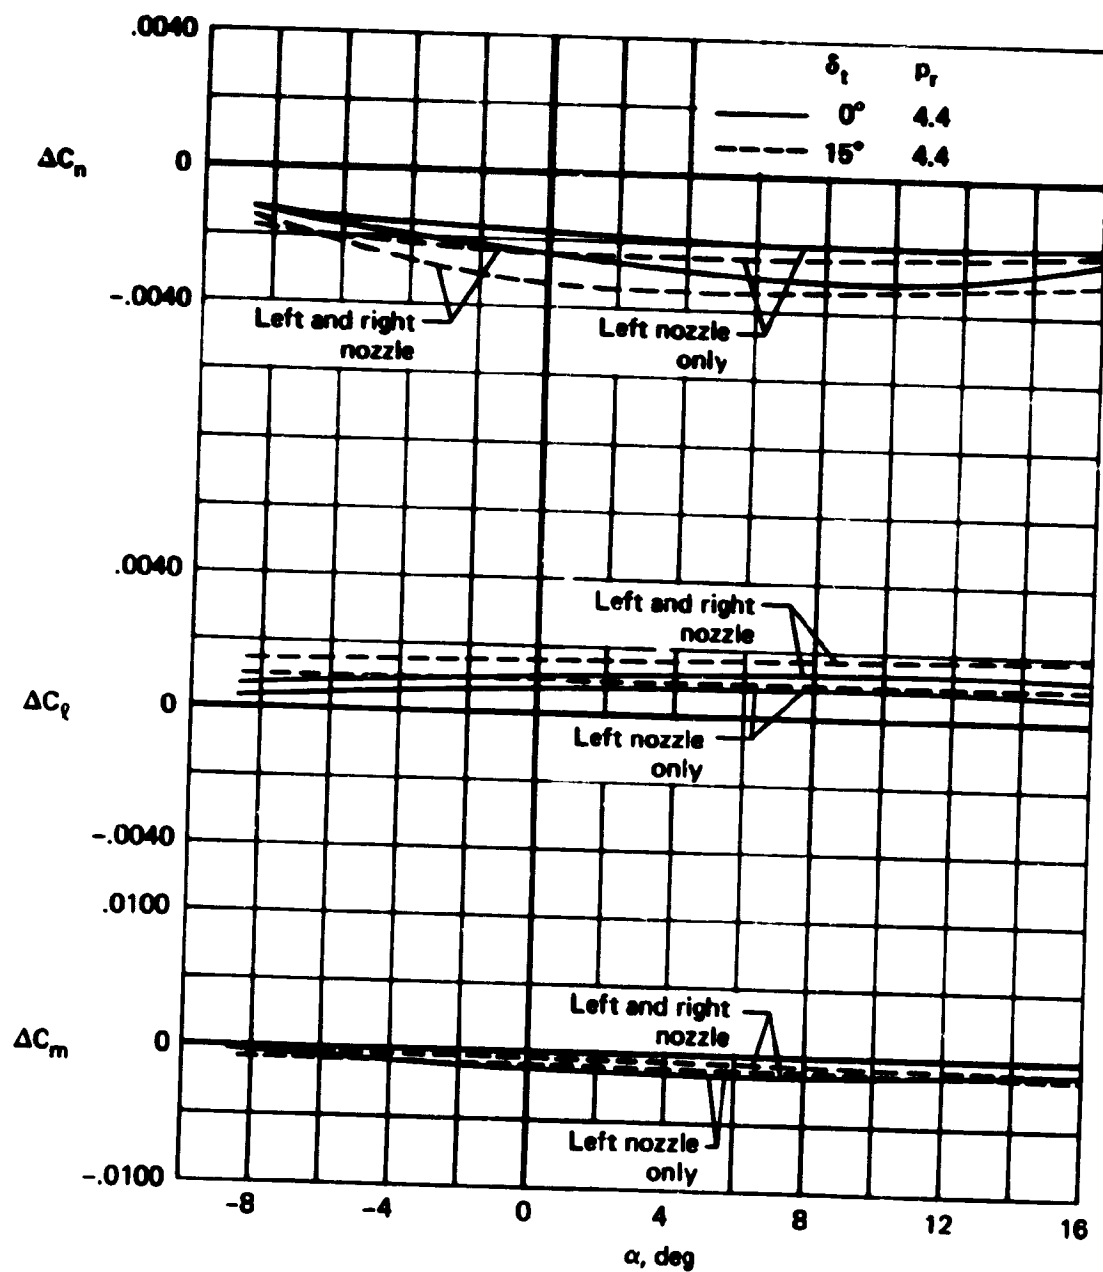 .0040
δt pr
0° 4.4
15° 4.4
ΔCn
0
-.0040
Left and right
nozzle
Left nozzle
only
.0040
Left and right
nozzle
ΔCℓ
0
Left nozzle
only
-.0040
.0100
Left and right
nozzle
ΔCm
0
Left nozzle
only
-.0100
-8 -4 0 4 8 12 16
α, deg